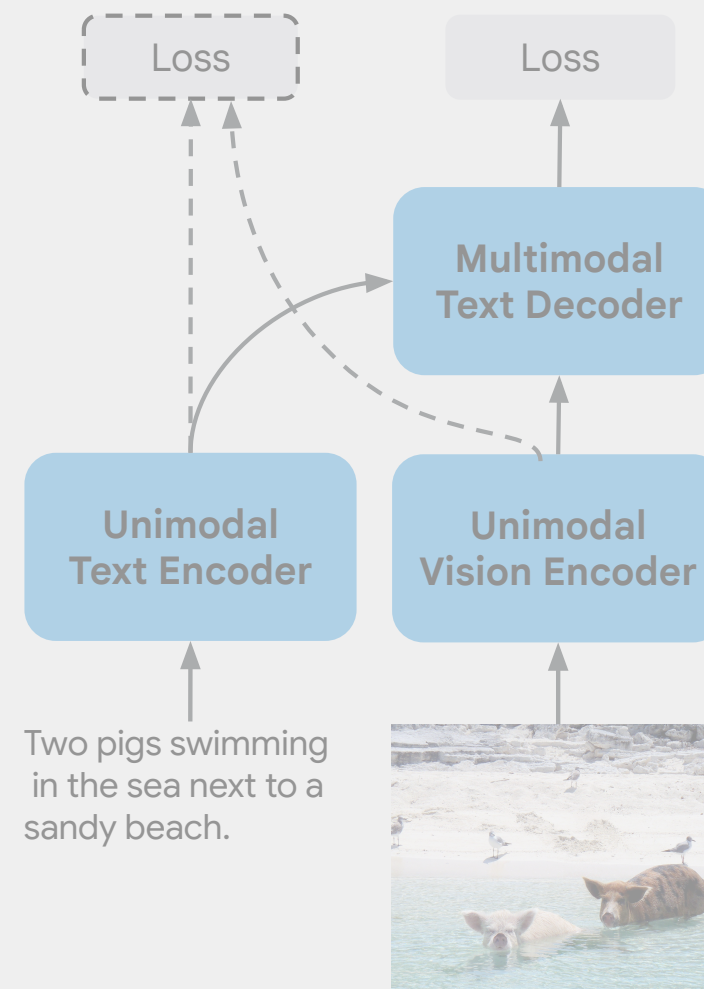 Loss
Loss
Multimodal
Text Decoder
Unimodal
Text Encoder
Unimodal
Vision Encoder
Two pigs swimming
in the sea next to a
sandy beach.